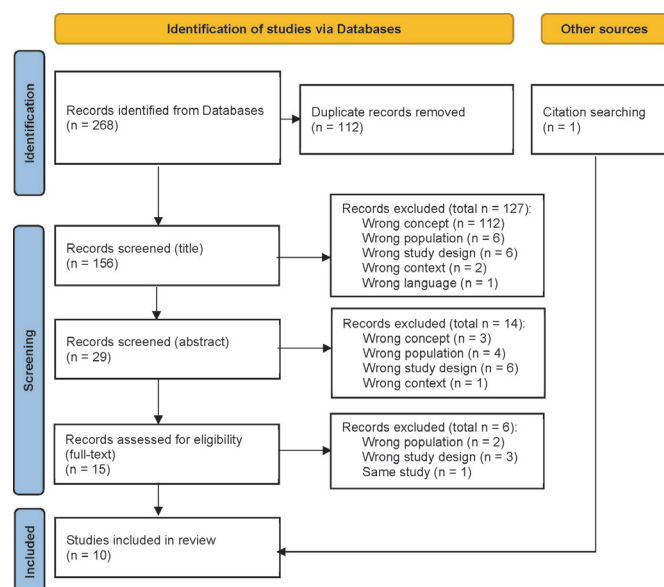 Identification of studies via Databases
Other sources
Identification
Records identified from Databases
(n = 268)
Duplicate records removed
(n = 112)
Citation searching
(n = 1)
Screening
Records screened (title)
(n = 156)
Records excluded (total n = 127):
Wrong concept (n = 112)
Wrong population (n = 6)
Wrong study design (n = 6)
Wrong context (n = 2)
Wrong language (n = 1)
Records screened (abstract)
(n = 29)
Records excluded (total n = 14):
Wrong concept (n = 3)
Wrong population (n = 4)
Wrong study design (n = 6)
Wrong context (n = 1)
Records assessed for eligibility
(full-text)
(n = 15)
Records excluded (total n = 6):
Wrong population (n = 2)
Wrong study design (n = 3)
Same study (n = 1)
Included
Studies included in review
(n = 10)